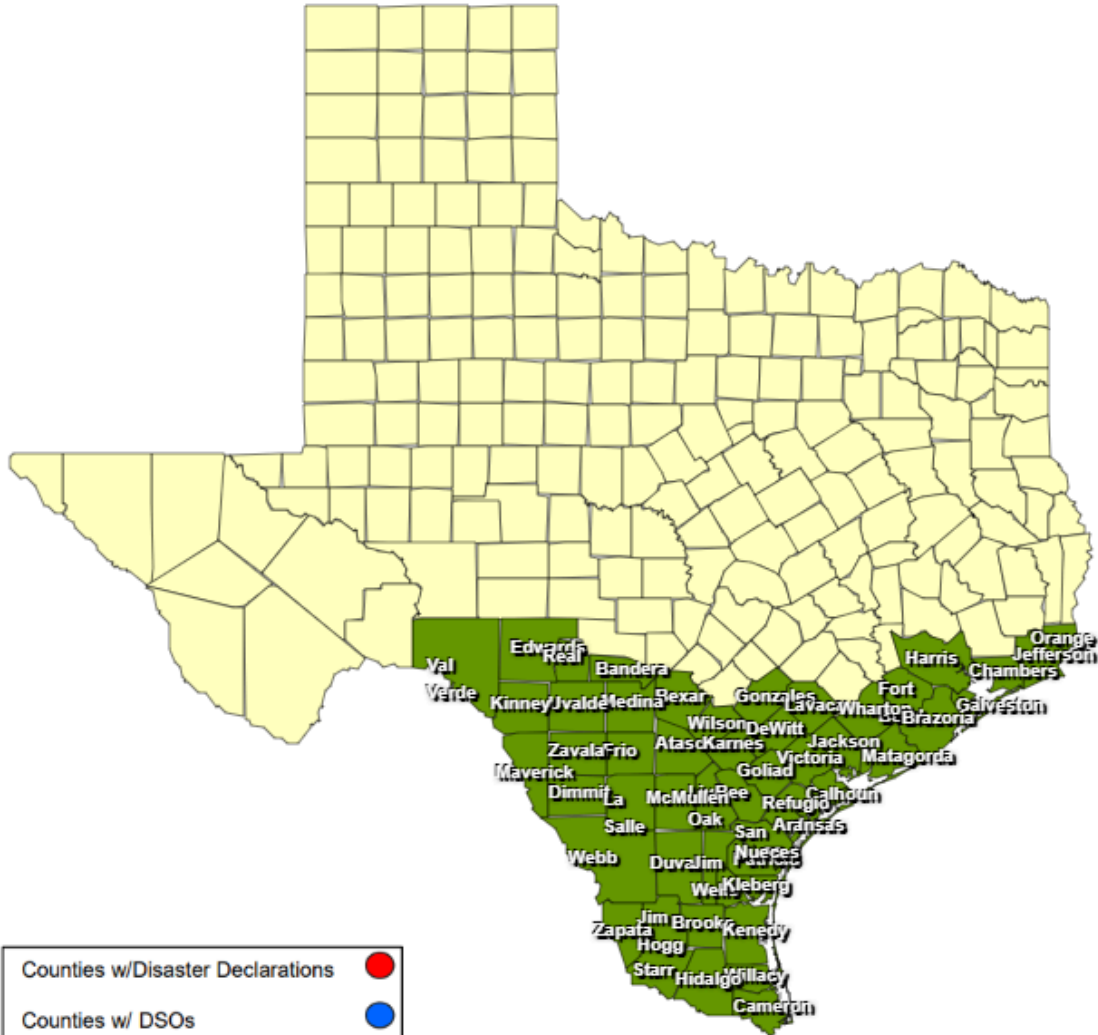 Orange
Jefferson
Harris
Chambers
Edwards
Real
Bandera
Val
Verde
Fort
Galveston
Bexar
Gonzales
Lavaca
Wharton
Brazoria
Kinney
Uvalde
Medina
Wilson
DeWitt
Karnes
Jackson
Victoria
Matagorda
Zavala
Frio
Goliad
Maverick
Dimmit
La
Salle
McMullen
Bee
Oak
Refugio
Calhoun
Aransas
San
Nueces
Webb
Duval
Jim
Wells
Kleberg
Jim
Hogg
Brooks
Kenedy
Zapata
Starr
Hidalgo
Willacy
Cameron
Counties w/Disaster Declarations
Counties w/ DSOs